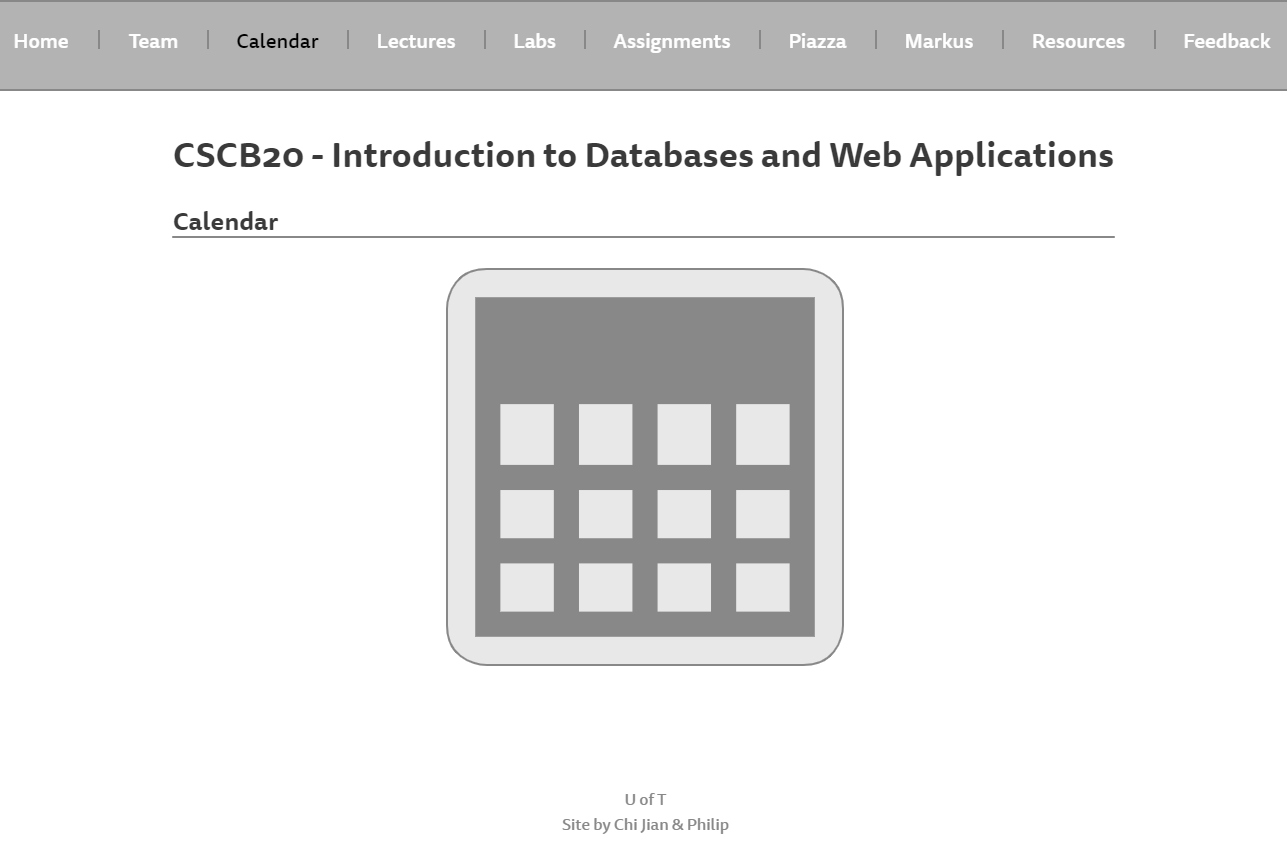 Home Team Calendar Lectures Labs Assignments Piazza Markus Resources Feedback
CSCB20 - Introduction to Databases and Web Applications
Calendar
U of T
Site by Chi Jian & Philip